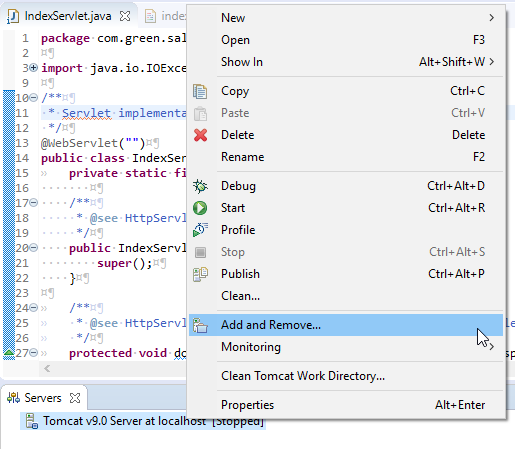 IndexServlet.java
index
New
Open F3
Show In Alt+Shift+W
Copy Ctrl+C
Paste Ctrl+V
Delete Delete
Rename F2
Debug Ctrl+Alt+D
Start Ctrl+Alt+R
Profile
Stop Ctrl+Alt+S
Publish Ctrl+Alt+P
Clean...
Add and Remove...
Monitoring
Clean Tomcat Work Directory...
Properties Alt+Enter
1 package com.green.sal
2
3 import java.io.IOExce
9
10 /**
11 * Servlet implementa
12 */
13 @WebServlet("")
14 public class IndexSer
15 private static fi
16
17 /**
18 * @see HttpServl
19 */
20 public IndexServl
21 super();
22 }
23
24 /**
25 * @see HttpServl
26 */
27 protected void do sp
Servers
Tomcat v9.0 Server at localhost [Stopped]